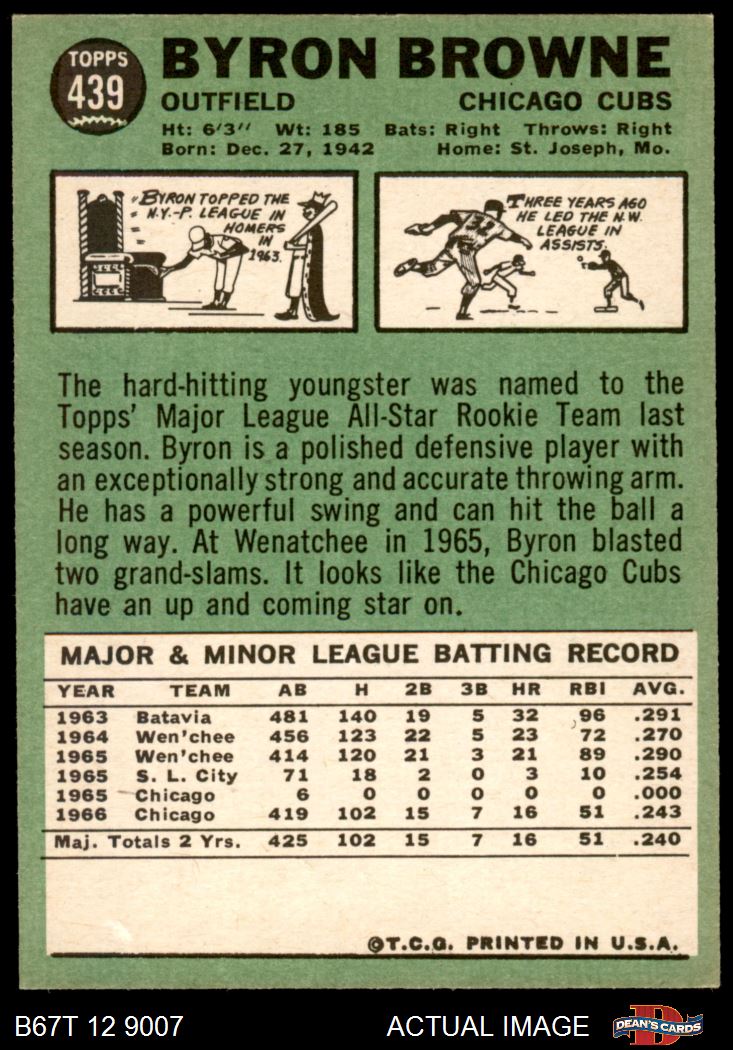 TOPPS
439
BYRON BROWNE
OUTFIELD CHICAGO CUBS
Ht: 6'3" Wt: 185 Bats: Right Throws: Right
Born: Dec. 27, 1942 Home: St. Joseph, Mo.
BYRON TOPPED THE
N.Y.-P. LEAGUE IN
HOMERS
IN
1963.
THREE YEARS AGO
HE LED THE N.W.
LEAGUE IN
ASSISTS.
The hard-hitting youngster was named to the
Topps' Major League All-Star Rookie Team last
season. Byron is a polished defensive player with
an exceptionally strong and accurate throwing arm.
He has a powerful swing and can hit the ball a
long way. At Wenatchee in 1965, Byron blasted
two grand-slams. It looks like the Chicago Cubs
have an up and coming star on.
MAJOR & MINOR LEAGUE BATTING RECORD
YEAR TEAM AB H 2B 3B HR RBI AVG.
1963 Batavia 481 140 19 5 32 96 .291
1964 Wen'chee 456 123 22 5 23 72 .270
1965 Wen'chee 414 120 21 3 21 89 .290
1965 S. L. City 71 18 2 0 3 10 .254
1965 Chicago 6 0 0 0 0 0 .000
1966 Chicago 419 102 15 7 16 51 .243
Maj. Totals 2 Yrs. 425 102 15 7 16 51 .240
©T.C.G. PRINTED IN U.S.A.
B67T 12 9007 ACTUAL IMAGE DEAN'S CARDS